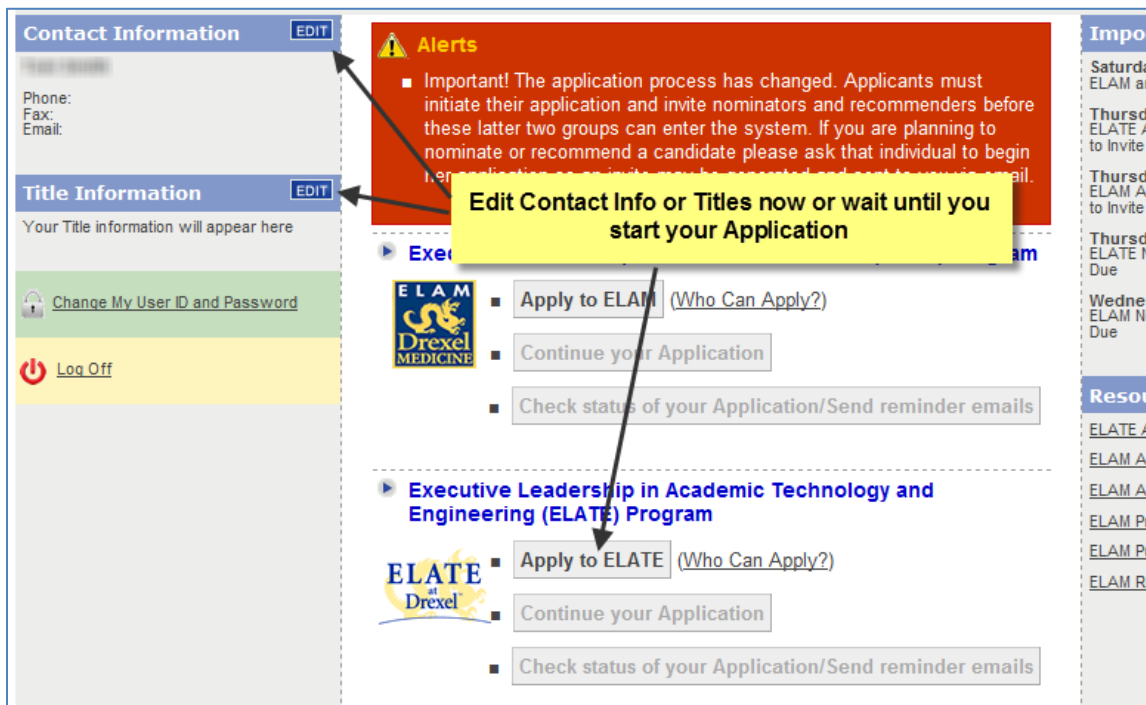 Contact Information EDIT
Phone:
Fax:
Email:
Title Information EDIT
Your Title information will appear here
Change My User ID and Password
Log Off
Alerts
Important! The application process has changed. Applicants must
initiate their application and invite nominators and recommenders before
these latter two groups can enter the system. If you are planning to
nominate or recommend a candidate please ask that individual to begin
Edit Contact Info or Titles now or wait until you
start your Application
ELAM
Drexel
MEDICINE
Apply to ELAM (Who Can Apply?)
Continue your Application
Check status of your Application/Send reminder emails
Executive Leadership in Academic Technology and
Engineering (ELATE) Program
ELATE
at
Drexel
Apply to ELATE (Who Can Apply?)
Continue your Application
Check status of your Application/Send reminder emails
ELAM
ELATE
to Invite
ELAM
to Invite
ELATE
Due
ELAM
Due
ELATE
ELAM
ELAM
ELAM
ELAM
ELAM